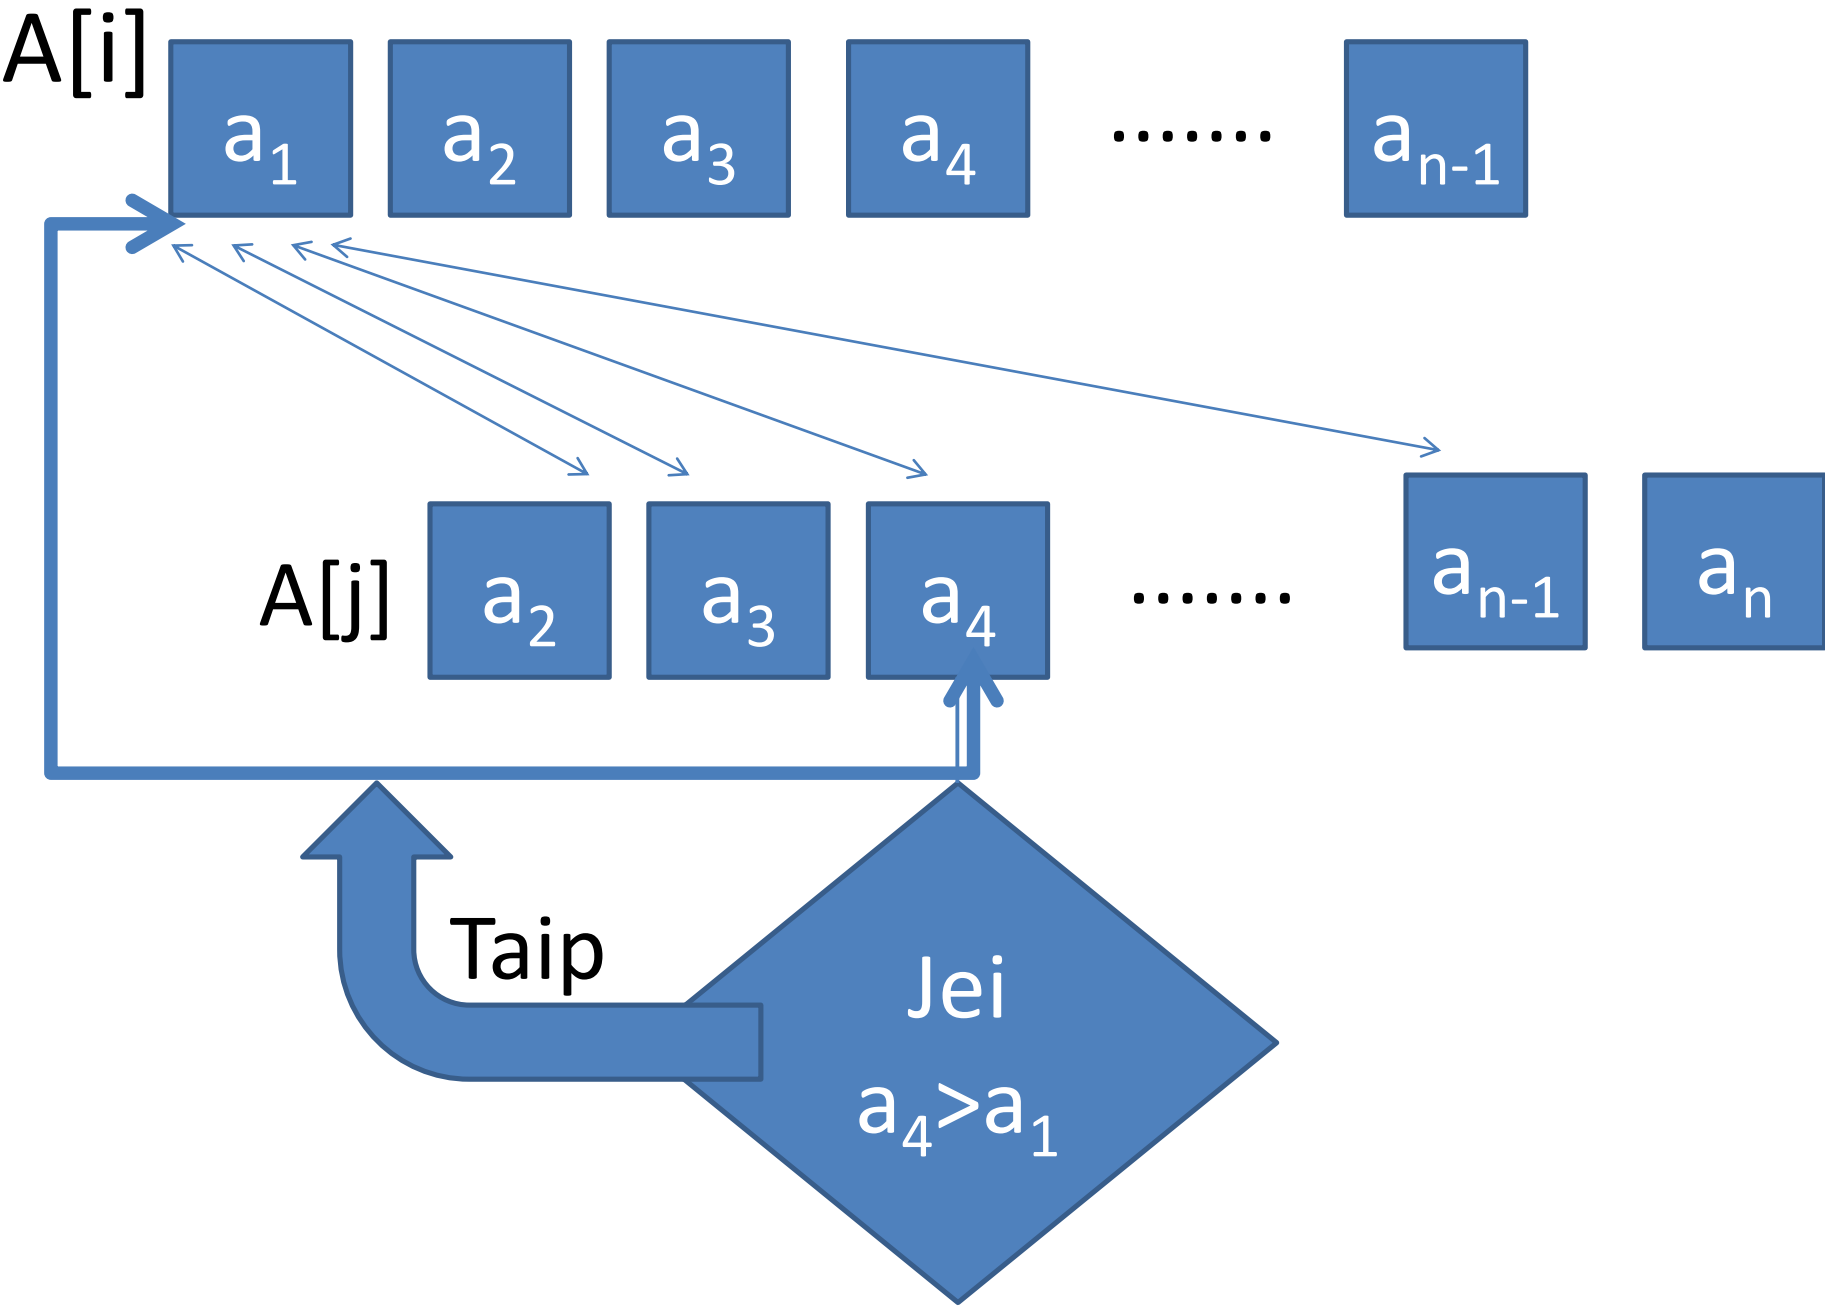 A[i] a₁ a₂ a₃ a₄ ....... aₙ₋₁
A[j] a₂ a₃ a₄ ....... aₙ₋₁ aₙ
Taip
Jei
a₄>a₁